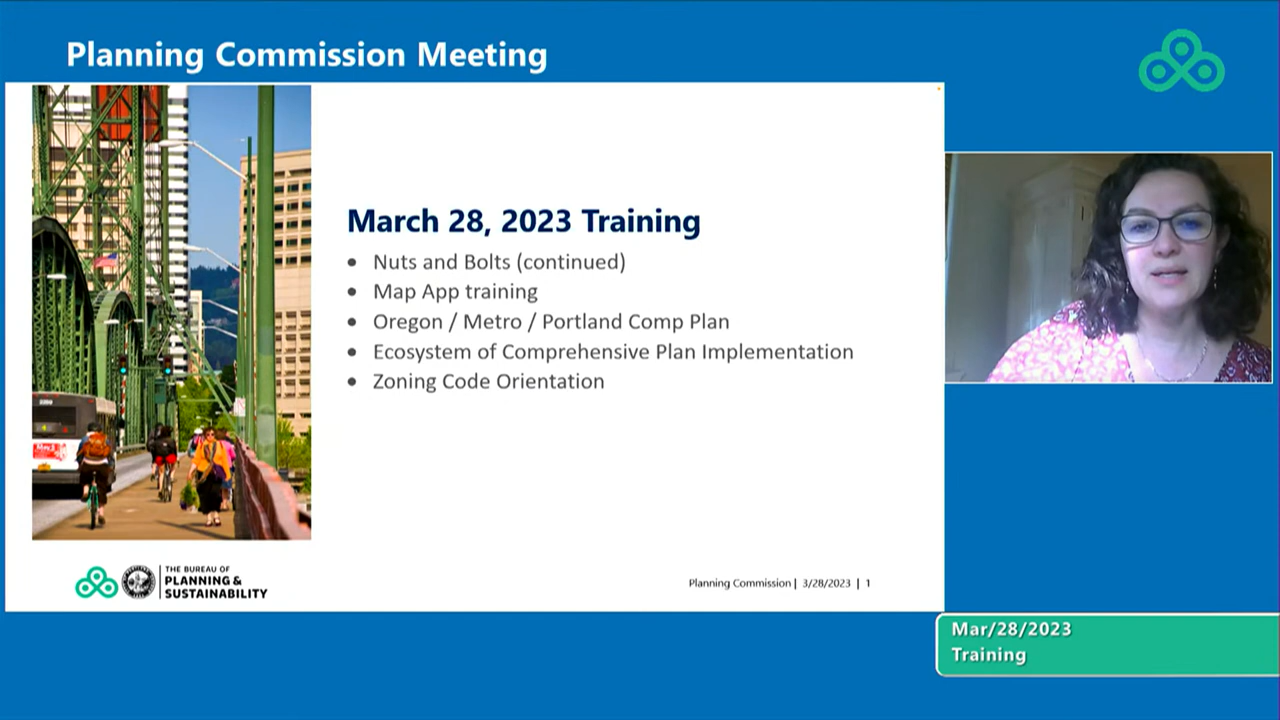 Planning Commission Meeting
March 28, 2023 Training
• Nuts and Bolts (continued)
• Map App training
• Oregon / Metro / Portland Comp Plan
• Ecosystem of Comprehensive Plan Implementation
• Zoning Code Orientation
THE BUREAU OF
PLANNING &
SUSTAINABILITY
Planning Commission | 3/28/2023 | 1
Mar/28/2023
Training